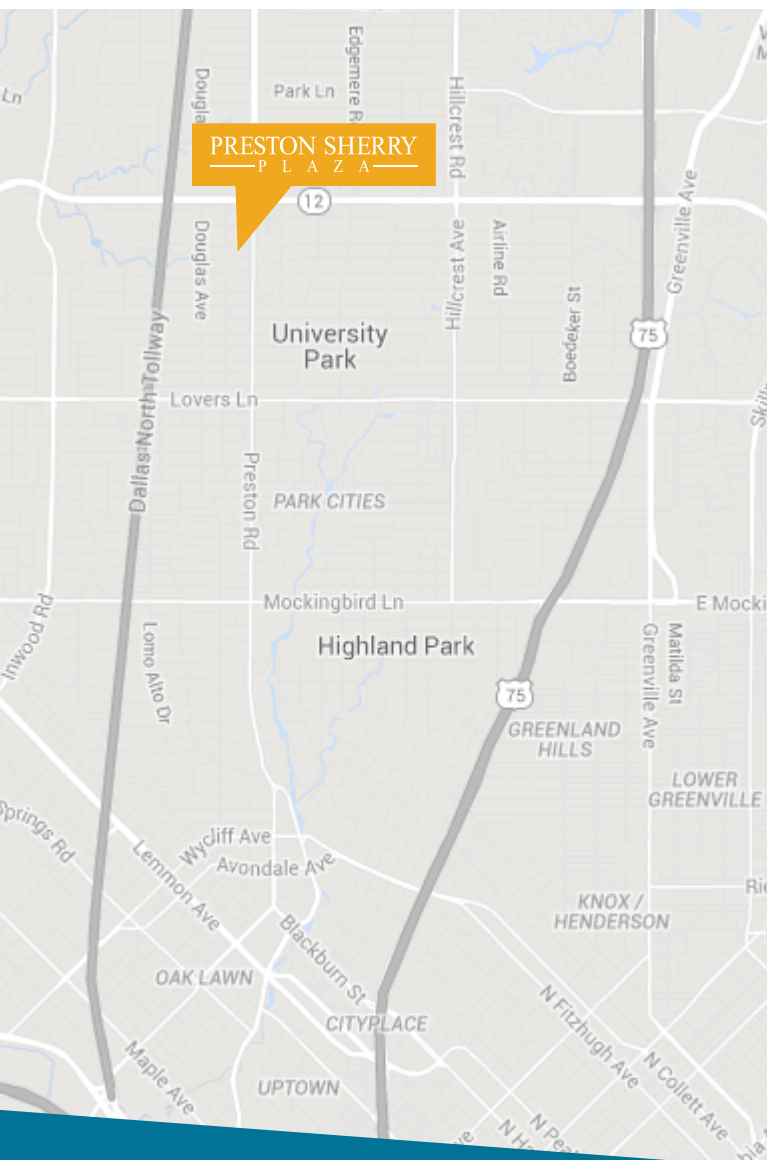 Edgemere R
Ln
Dougla
Park Ln
Hillcrest Rd
PRESTON SHERRY
PLAZA
12
Greenville Ave
Douglas Ave
Hillcrest Ave
Airline Rd
Boedeker St
University
Park
75
Dallas North Tollway
Lovers Ln
Skill
Preston Rd
PARK CITIES
Inwood Rd
Mockingbird Ln
E Mocki
Lomo Alto Dr
Highland Park
Greenville Ave
Matilda St
75
GREENLAND
HILLS
LOWER
GREENVILLE
Springs Rd
Wycliff Ave
Avondale Ave
Lemmon Ave
KNOX /
HENDERSON
Blackburn St
OAK LAWN
CITYPLACE
N Fitzhugh Ave
N Collett Ave
Maple Ave
UPTOWN